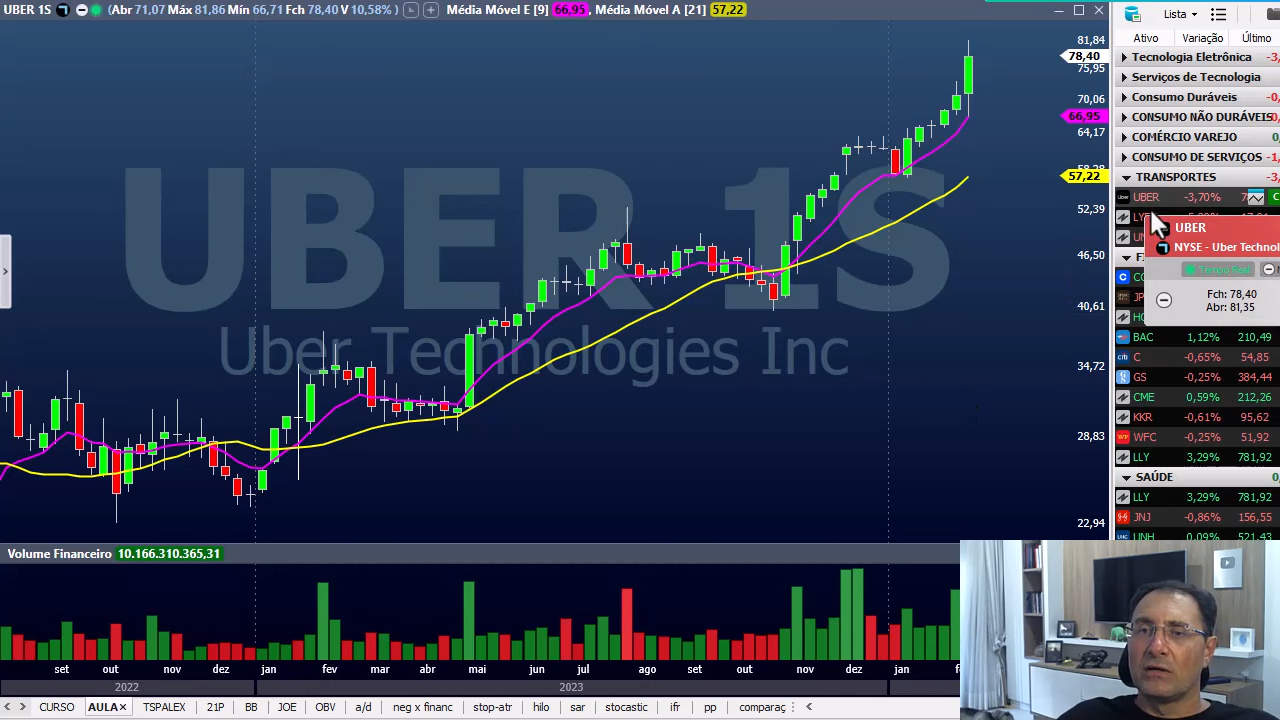 UBER 1S (Abr 71,07 Máx 81,86 Mín 66,71 Fch 78,40 V 10,58% ) Média Móvel E [9] 66,95, Média Móvel A [21] 57,22
Lista
Ativo Variação Último
81,84
78,40
75,95
70,06
66,95
64,17
57,22
52,39
46,50
40,61
34,72
28,83
22,94
UBER 1S
Uber Technologies Inc
Tecnologia Eletrônica
Serviços de Tecnologia
Consumo Duráveis
CONSUMO NÃO DURÁVEIS
COMÉRCIO VAREJO
CONSUMO DE SERVIÇOS
TRANSPORTES
UBER -3,70%
UBER
NYSE - Uber Technol
Tempo Real
Fch: 78,40
Abr: 81,35
BAC 1,12% 210,49
C -0,65% 54,85
GS -0,25% 384,44
CME 0,59% 212,26
KKR -0,61% 95,62
WFC -0,25% 51,92
LLY 3,29% 781,92
SAÚDE
LLY 3,29% 781,92
JNJ -0,86% 156,55
UNH 0,09% 521,43
Volume Financeiro 10.166.310.365,31
set out nov dez jan fev mar abr mai jun jul ago set out nov dez jan
2022 2023
CURSO AULA TSPALEX 21P BB JOE OBV a/d neg x financ stop-atr hilo sar stocastic ifr pp comparaç